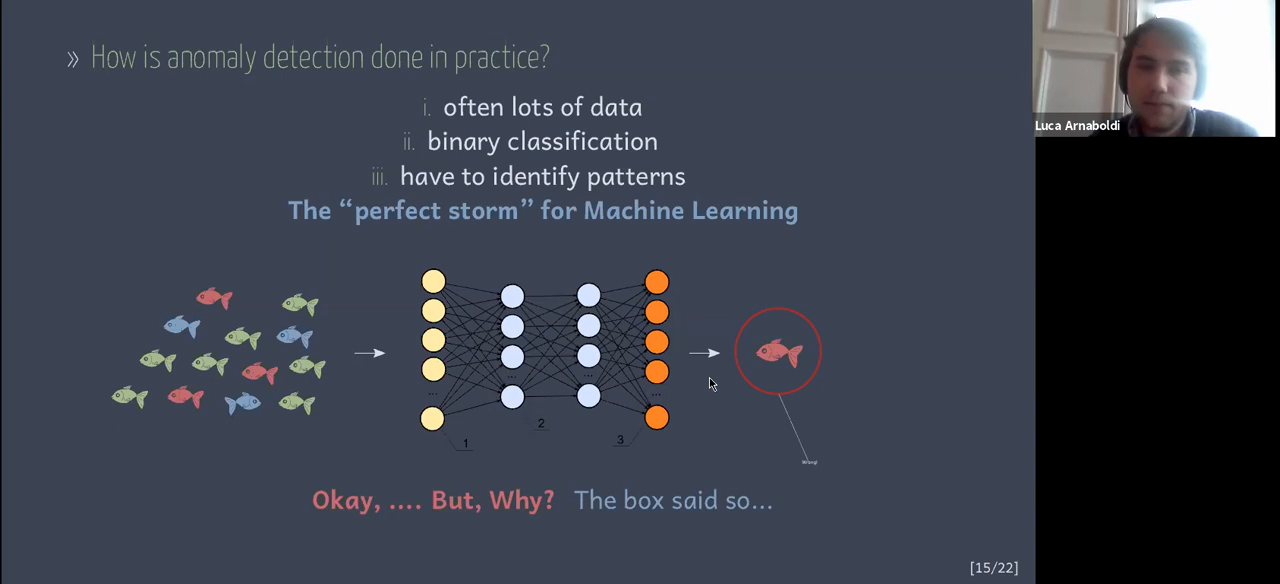 » How is anomaly detection done in practice?
i. often lots of data
ii. binary classification
iii. have to identify patterns
The “perfect storm” for Machine Learning
...
...
...
...
1
2
3
Wrong!
Okay, .... But, Why? The box said so...
[15/22]
Luca Arnaboldi